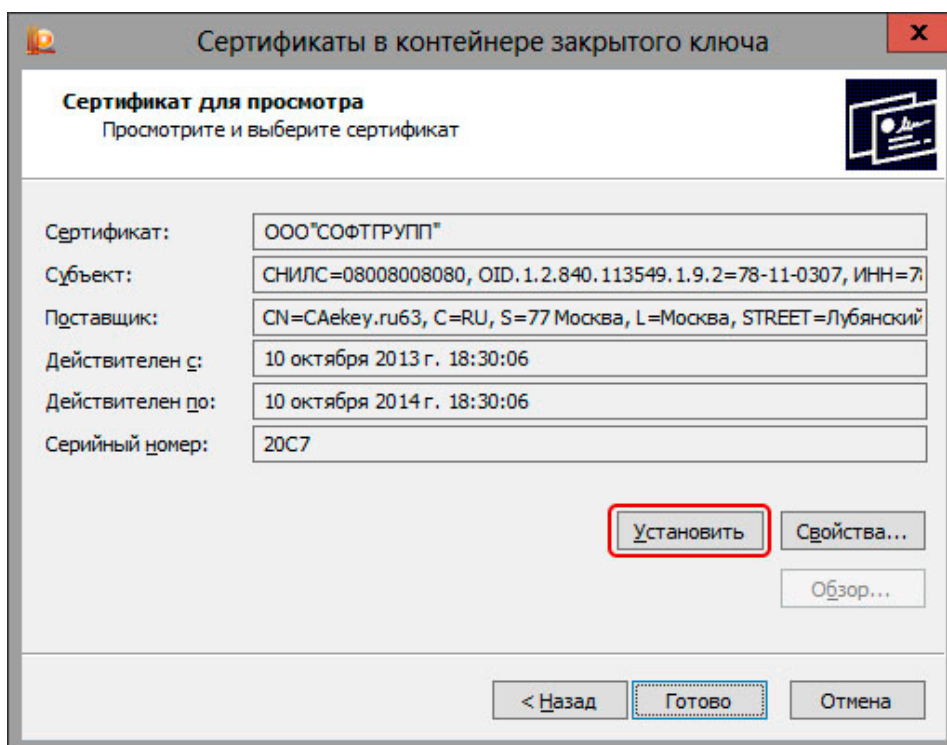 Сертификаты в контейнере закрытого ключа
Сертификат для просмотра
Просмотрите и выберите сертификат
Сертификат: ООО"СОФТГРУПП"
Субъект: СНИЛС=08008008080, OID.1.2.840.113549.1.9.2=78-11-0307, ИНН=78
Поставщик: CN=CAekey.ru63, C=RU, S=77 Москва, L=Москва, STREET=Лубянский
Действителен с: 10 октября 2013 г. 18:30:06
Действителен по: 10 октября 2014 г. 18:30:06
Серийный номер: 20C7
Установить Свойства...
Обзор...
< Назад Готово Отмена